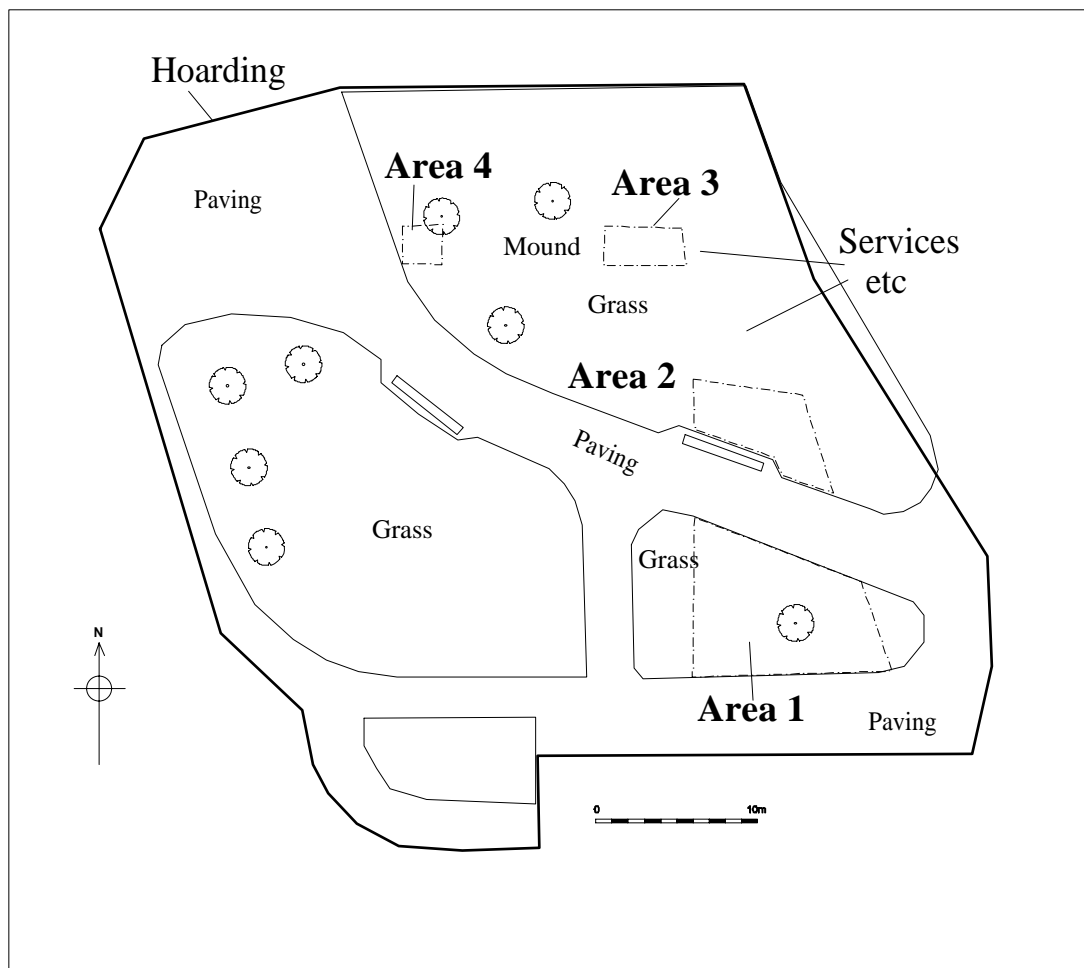 Hoarding
Area 4
Area 3
Paving
Mound
Services
etc
Grass
Area 2
Paving
Grass
Grass
N
Area 1
Paving
0
10m